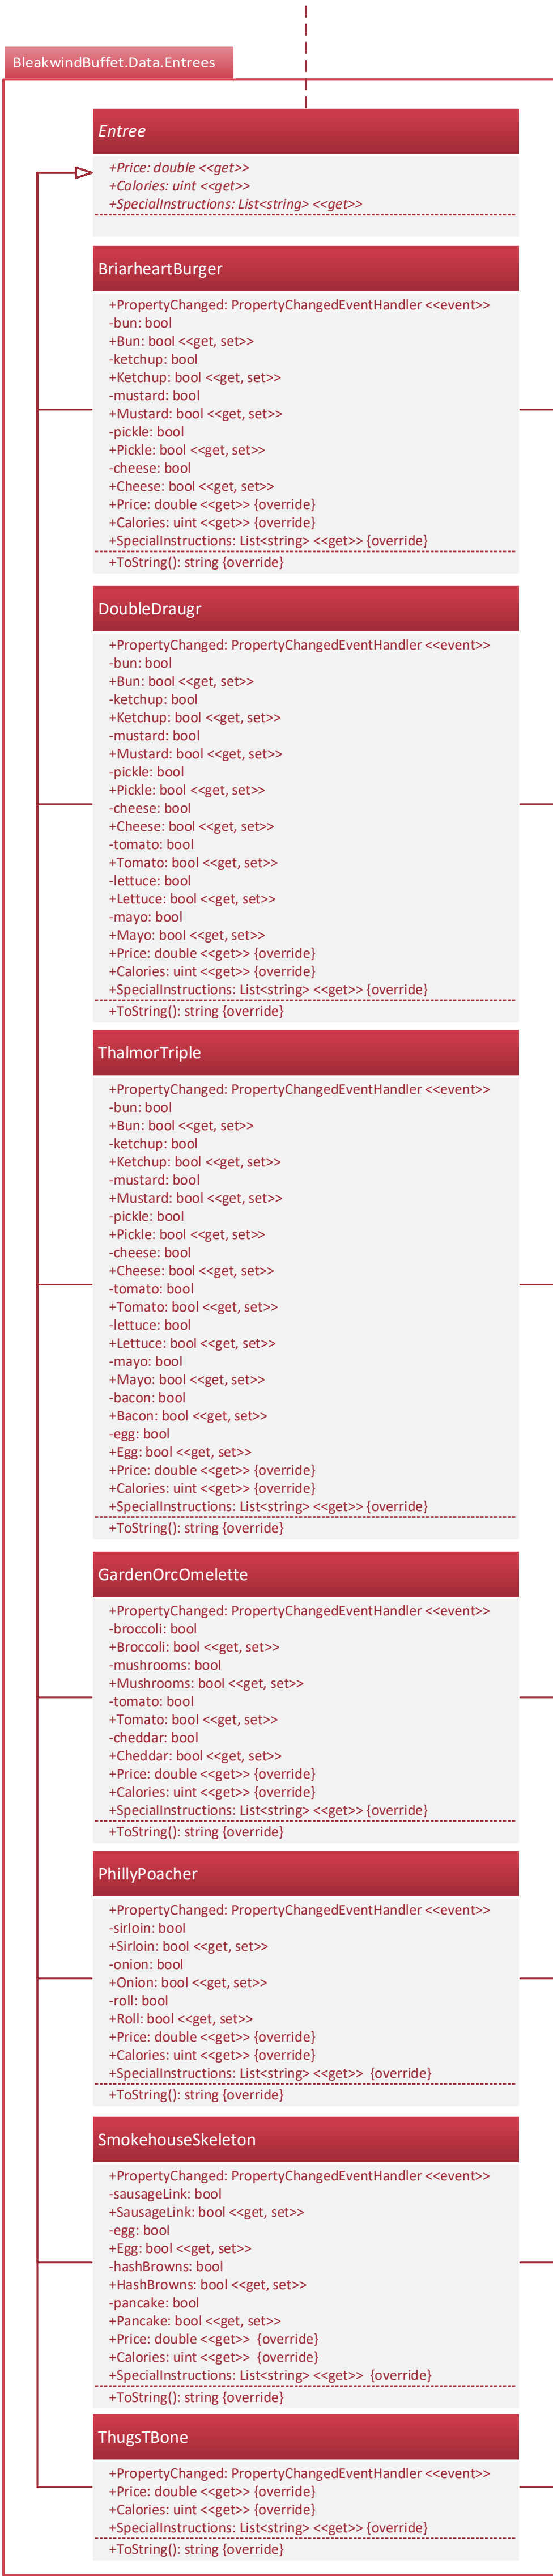 BleakwindBuffet.Data.Entrees
Entree
+Price: double <<get>>
+Calories: uint <<get>>
+SpecialInstructions: List<string> <<get>>
BriarheartBurger
+PropertyChanged: PropertyChangedEventHandler <<event>>
-bun: bool
+Bun: bool <<get, set>>
-ketchup: bool
+Ketchup: bool <<get, set>>
-mustard: bool
+Mustard: bool <<get, set>>
-pickle: bool
+Pickle: bool <<get, set>>
-cheese: bool
+Cheese: bool <<get, set>>
+Price: double <<get>> {override}
+Calories: uint <<get>> {override}
+SpecialInstructions: List<string> <<get>> {override}
+ToString(): string {override}
DoubleDraugr
+PropertyChanged: PropertyChangedEventHandler <<event>>
-bun: bool
+Bun: bool <<get, set>>
-ketchup: bool
+Ketchup: bool <<get, set>>
-mustard: bool
+Mustard: bool <<get, set>>
-pickle: bool
+Pickle: bool <<get, set>>
-cheese: bool
+Cheese: bool <<get, set>>
-tomato: bool
+Tomato: bool <<get, set>>
-lettuce: bool
+Lettuce: bool <<get, set>>
-mayo: bool
+Mayo: bool <<get, set>>
+Price: double <<get>> {override}
+Calories: uint <<get>> {override}
+SpecialInstructions: List<string> <<get>> {override}
+ToString(): string {override}
ThalmorTriple
+PropertyChanged: PropertyChangedEventHandler <<event>>
-bun: bool
+Bun: bool <<get, set>>
-ketchup: bool
+Ketchup: bool <<get, set>>
-mustard: bool
+Mustard: bool <<get, set>>
-pickle: bool
+Pickle: bool <<get, set>>
-cheese: bool
+Cheese: bool <<get, set>>
-tomato: bool
+Tomato: bool <<get, set>>
-lettuce: bool
+Lettuce: bool <<get, set>>
-mayo: bool
+Mayo: bool <<get, set>>
-bacon: bool
+Bacon: bool <<get, set>>
-egg: bool
+Egg: bool <<get, set>>
+Price: double <<get>> {override}
+Calories: uint <<get>> {override}
+SpecialInstructions: List<string> <<get>> {override}
+ToString(): string {override}
GardenOrcOmelette
+PropertyChanged: PropertyChangedEventHandler <<event>>
-broccoli: bool
+Broccoli: bool <<get, set>>
-mushrooms: bool
+Mushrooms: bool <<get, set>>
-tomato: bool
+Tomato: bool <<get, set>>
-cheddar: bool
+Cheddar: bool <<get, set>>
+Price: double <<get>> {override}
+Calories: uint <<get>> {override}
+SpecialInstructions: List<string> <<get>> {override}
+ToString(): string {override}
PhillyPoacher
+PropertyChanged: PropertyChangedEventHandler <<event>>
-sirloin: bool
+Sirloin: bool <<get, set>>
-onion: bool
+Onion: bool <<get, set>>
-roll: bool
+Roll: bool <<get, set>>
+Price: double <<get>> {override}
+Calories: uint <<get>> {override}
+SpecialInstructions: List<string> <<get>> {override}
+ToString(): string {override}
SmokehouseSkeleton
+PropertyChanged: PropertyChangedEventHandler <<event>>
-sausageLink: bool
+SausageLink: bool <<get, set>>
-egg: bool
+Egg: bool <<get, set>>
-hashBrowns: bool
+HashBrowns: bool <<get, set>>
-pancake: bool
+Pancake: bool <<get, set>>
+Price: double <<get>> {override}
+Calories: uint <<get>> {override}
+SpecialInstructions: List<string> <<get>> {override}
+ToString(): string {override}
ThugsTBone
+PropertyChanged: PropertyChangedEventHandler <<event>>
+Price: double <<get>> {override}
+Calories: uint <<get>> {override}
+SpecialInstructions: List<string> <<get>> {override}
+ToString(): string {override}